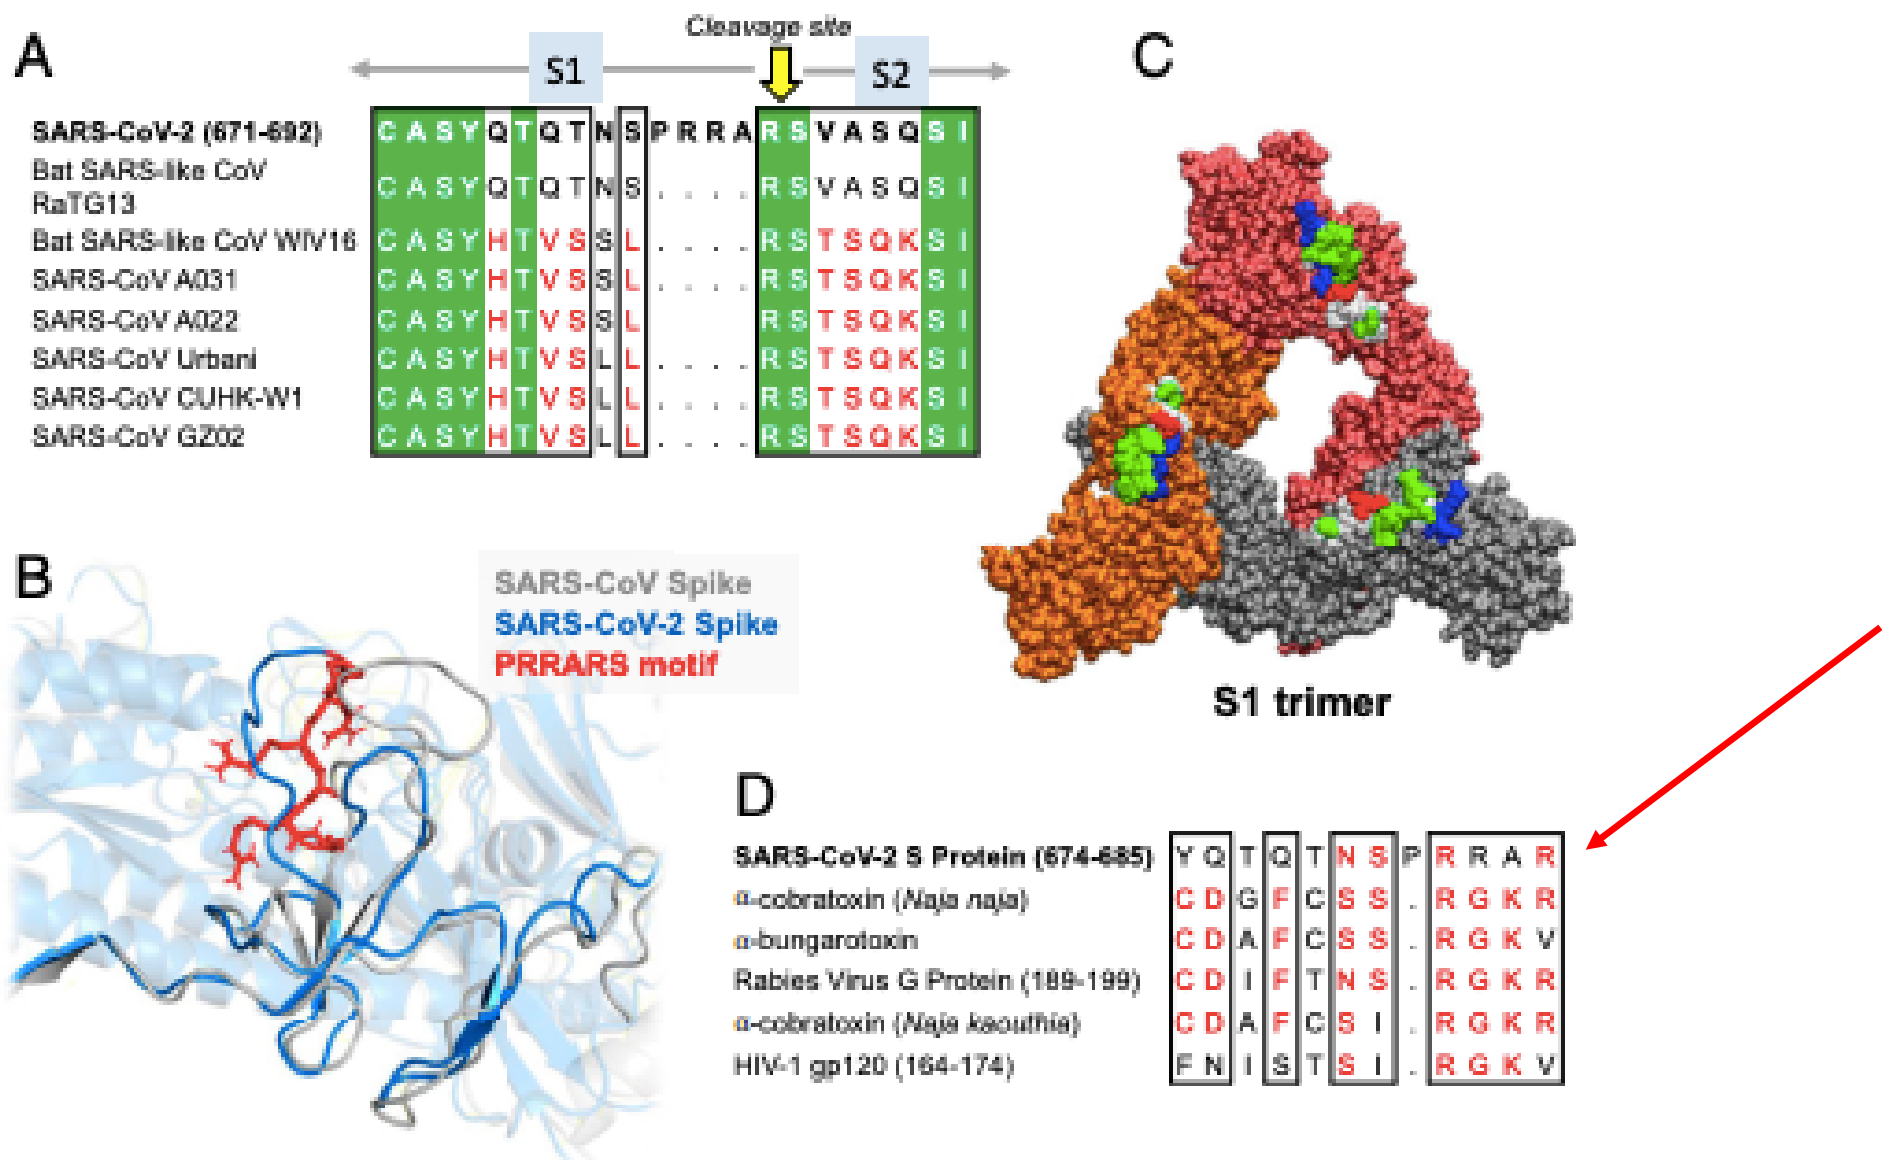 A
Cleavage site
S1
S2
SARS-CoV-2 (671-692) C A S Y Q T Q T N S P R R A R S V A S Q S I
Bat SARS-like CoV
RaTG13 C A S Y Q T Q T N S . . . . R S V A S Q S I
Bat SARS-like CoV WIV16 C A S Y H T V S S L . . . . R S T S Q K S I
SARS-CoV A031 C A S Y H T V S S L . . . . R S T S Q K S I
SARS-CoV A022 C A S Y H T V S S L . . . . R S T S Q K S I
SARS-CoV Urbani C A S Y H T V S L L . . . . R S T S Q K S I
SARS-CoV CUHK-W1 C A S Y H T V S L L . . . . R S T S Q K S I
SARS-CoV GZ02 C A S Y H T V S L L . . . . R S T S Q K S I
B
SARS-CoV Spike
SARS-CoV-2 Spike
PRRARS motif
C
S1 trimer
D
SARS-CoV-2 S Protein (674-685) Y Q T Q T N S P R R A R
α-cobratoxin (Naja naja) C D G F C S S . R G K R
α-bungarotoxin C D A F C S S . R G K V
Rabies Virus G Protein (189-199) C D I F T N S . R G K R
α-cobratoxin (Naja kaouthia) C D A F C S I . R G K R
HIV-1 gp120 (164-174) F N I S T S I . R G K V